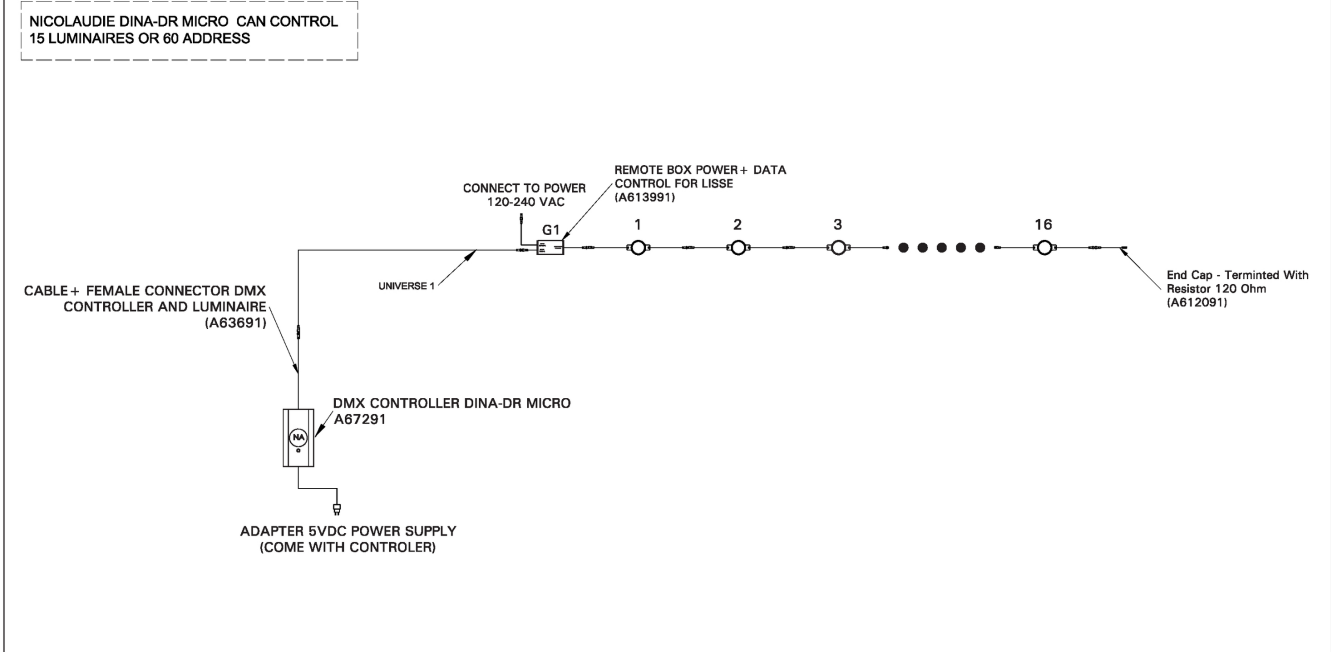 NICOLAUDIE DINA-DR MICRO CAN CONTROL
15 LUMINAIRES OR 60 ADDRESS
REMOTE BOX POWER+ DATA
CONTROL FOR LISSE
(A613991)
CONNECT TO POWER
120-240 VAC
G1
1
2
3
16
UNIVERSE 1
End Cap - Terminted With
Resistor 120 Ohm
(A612091)
CABLE+ FEMALE CONNECTOR DMX
CONTROLLER AND LUMINAIRE
(A63691)
DMX CONTROLLER DINA-DR MICRO
A67291
NA
ADAPTER 5VDC POWER SUPPLY
(COME WITH CONTROLER)